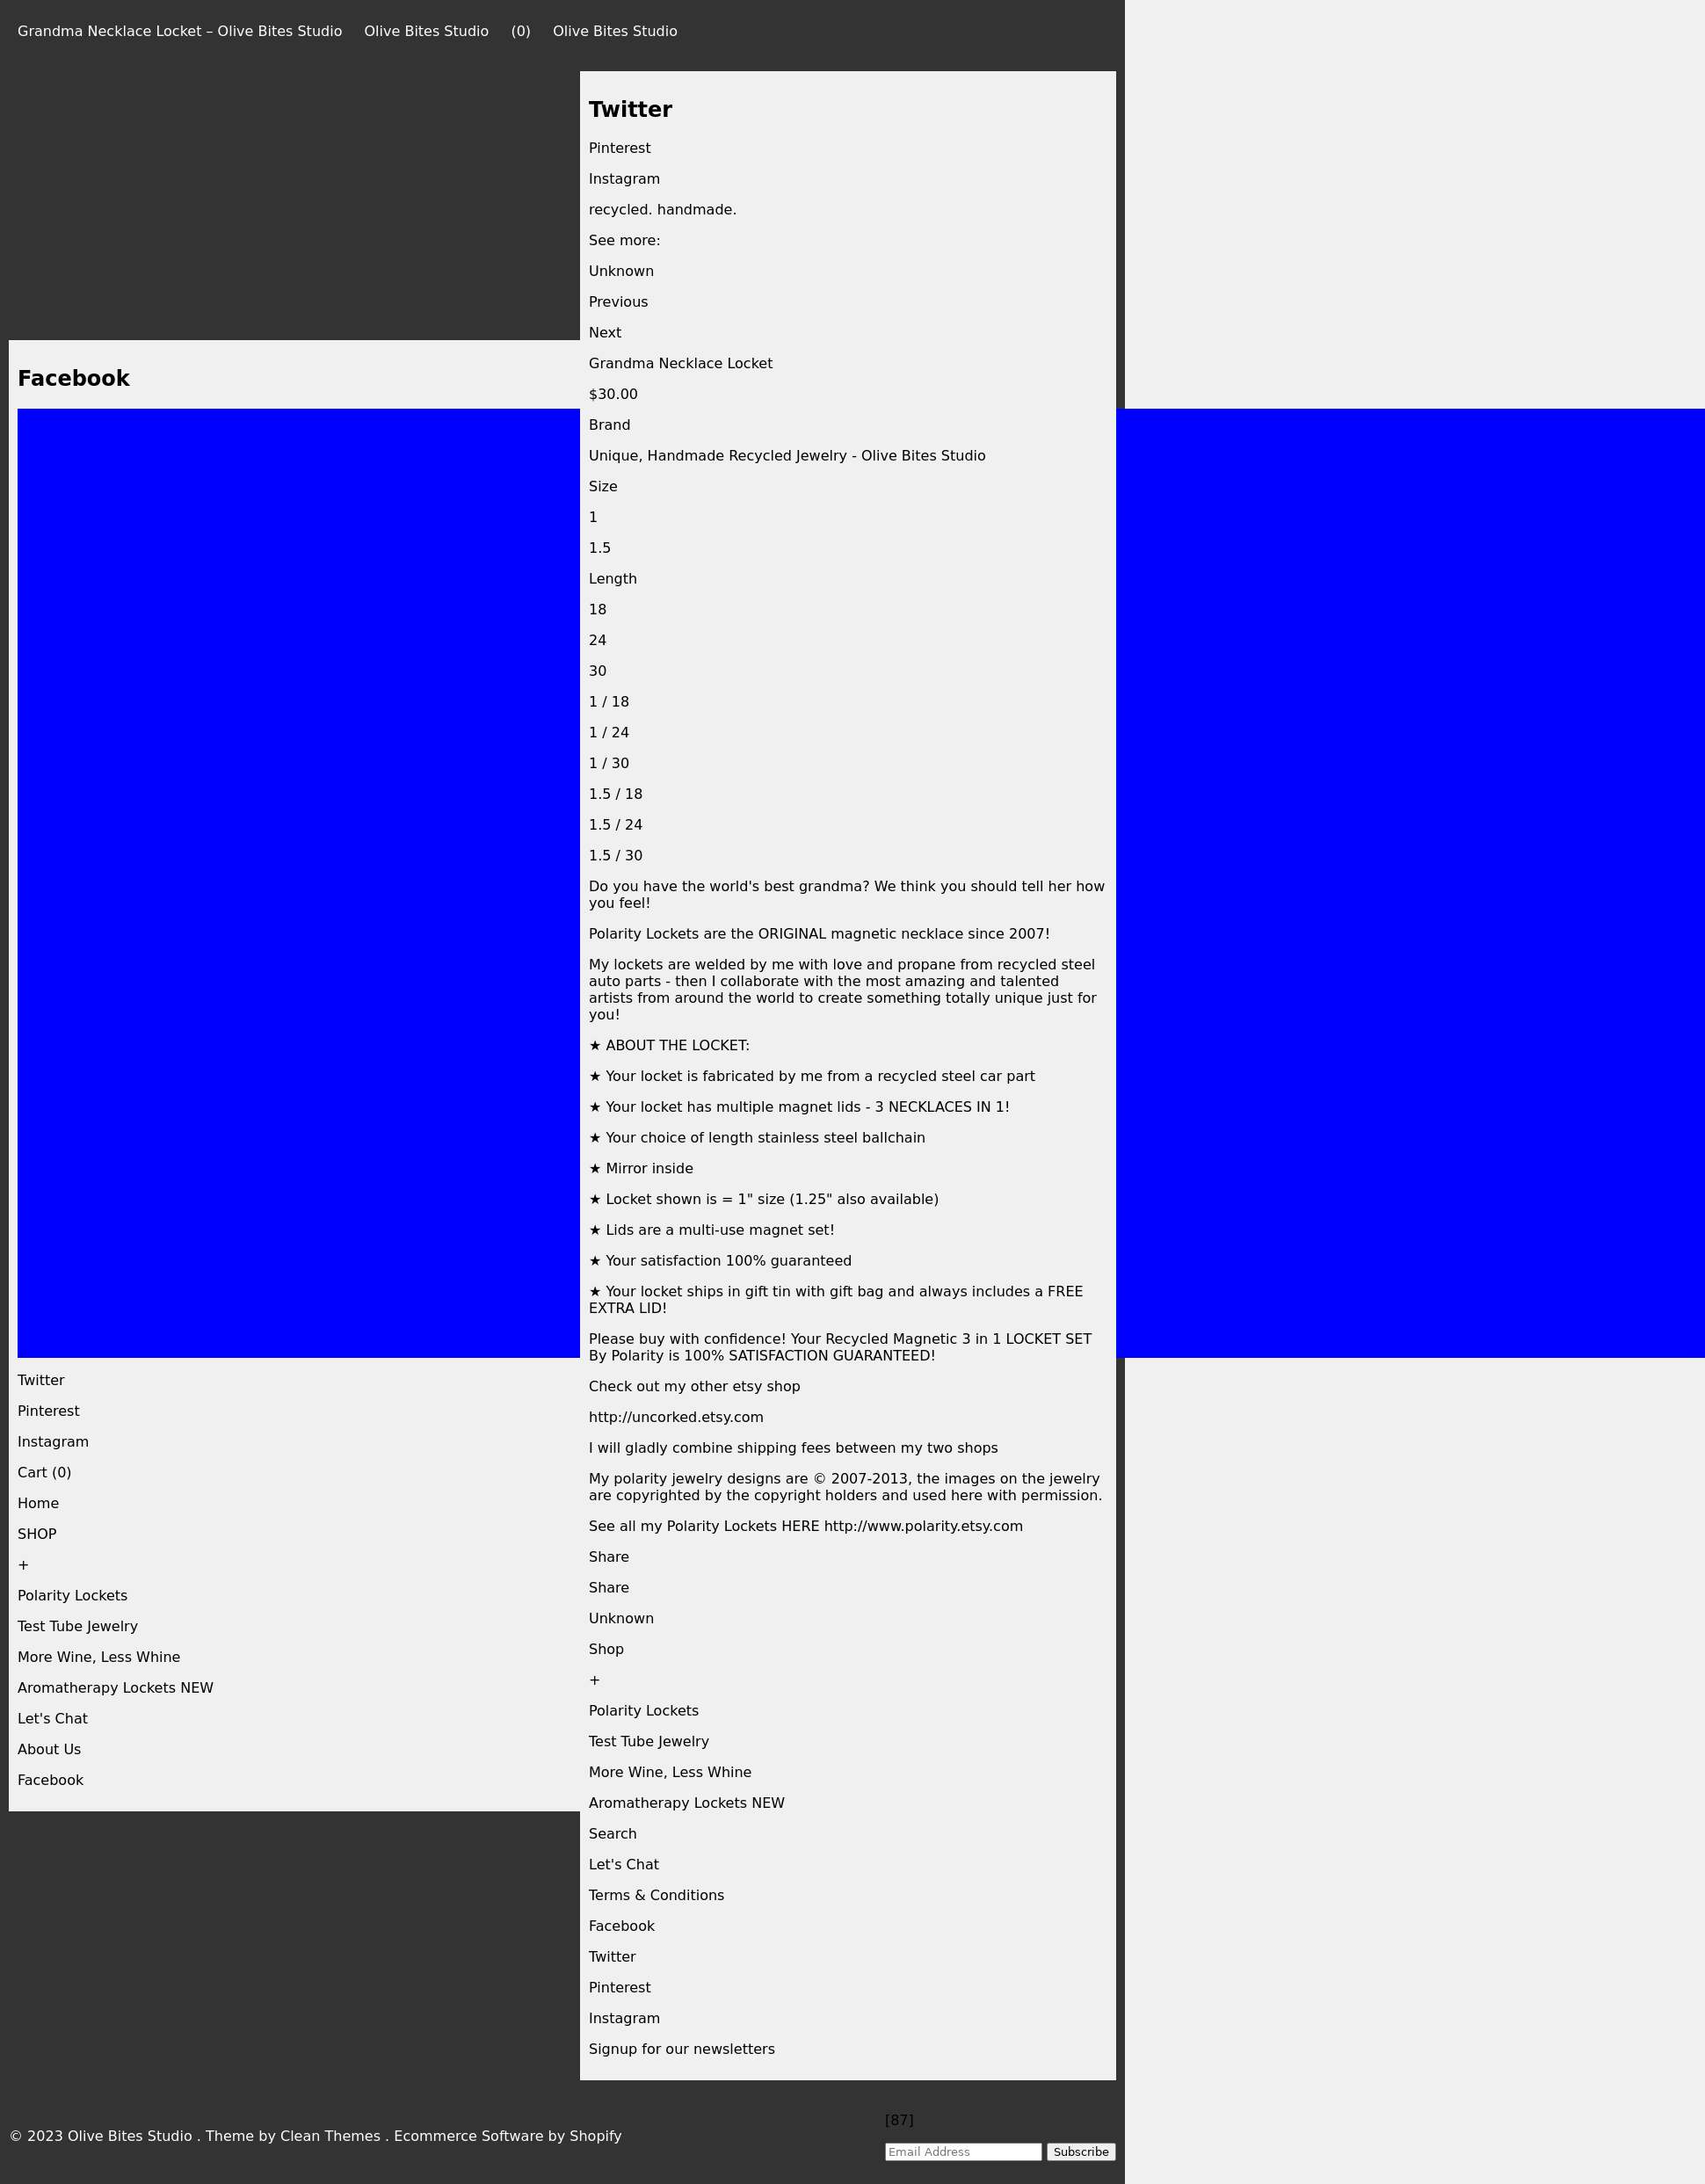 Grandma Necklace Locket – Olive Bites Studio Olive Bites Studio (0) Olive Bites Studio
Facebook
Twitter
Pinterest
Instagram
Cart (0)
Home
SHOP
+
Polarity Lockets
Test Tube Jewelry
More Wine, Less Whine
Aromatherapy Lockets NEW
Let's Chat
About Us
Facebook
Twitter
Pinterest
Instagram
recycled. handmade.
See more:
Unknown
Previous
Next
Grandma Necklace Locket
$30.00
Brand
Unique, Handmade Recycled Jewelry - Olive Bites Studio
Size
1
1.5
Length
18
24
30
1 / 18
1 / 24
1 / 30
1.5 / 18
1.5 / 24
1.5 / 30
Do you have the world's best grandma? We think you should tell her how
you feel!
Polarity Lockets are the ORIGINAL magnetic necklace since 2007!
My lockets are welded by me with love and propane from recycled steel
auto parts - then I collaborate with the most amazing and talented
artists from around the world to create something totally unique just for
you!
★ ABOUT THE LOCKET:
★ Your locket is fabricated by me from a recycled steel car part
★ Your locket has multiple magnet lids - 3 NECKLACES IN 1!
★ Your choice of length stainless steel ballchain
★ Mirror inside
★ Locket shown is = 1" size (1.25" also available)
★ Lids are a multi-use magnet set!
★ Your satisfaction 100% guaranteed
★ Your locket ships in gift tin with gift bag and always includes a FREE
EXTRA LID!
Please buy with confidence! Your Recycled Magnetic 3 in 1 LOCKET SET
By Polarity is 100% SATISFACTION GUARANTEED!
Check out my other etsy shop
http://uncorked.etsy.com
I will gladly combine shipping fees between my two shops
My polarity jewelry designs are © 2007-2013, the images on the jewelry
are copyrighted by the copyright holders and used here with permission.
See all my Polarity Lockets HERE http://www.polarity.etsy.com
Share
Share
Unknown
Shop
+
Polarity Lockets
Test Tube Jewelry
More Wine, Less Whine
Aromatherapy Lockets NEW
Search
Let's Chat
Terms & Conditions
Facebook
Twitter
Pinterest
Instagram
Signup for our newsletters
© 2023 Olive Bites Studio . Theme by Clean Themes . Ecommerce Software by Shopify
[87]
Email Address Subscribe